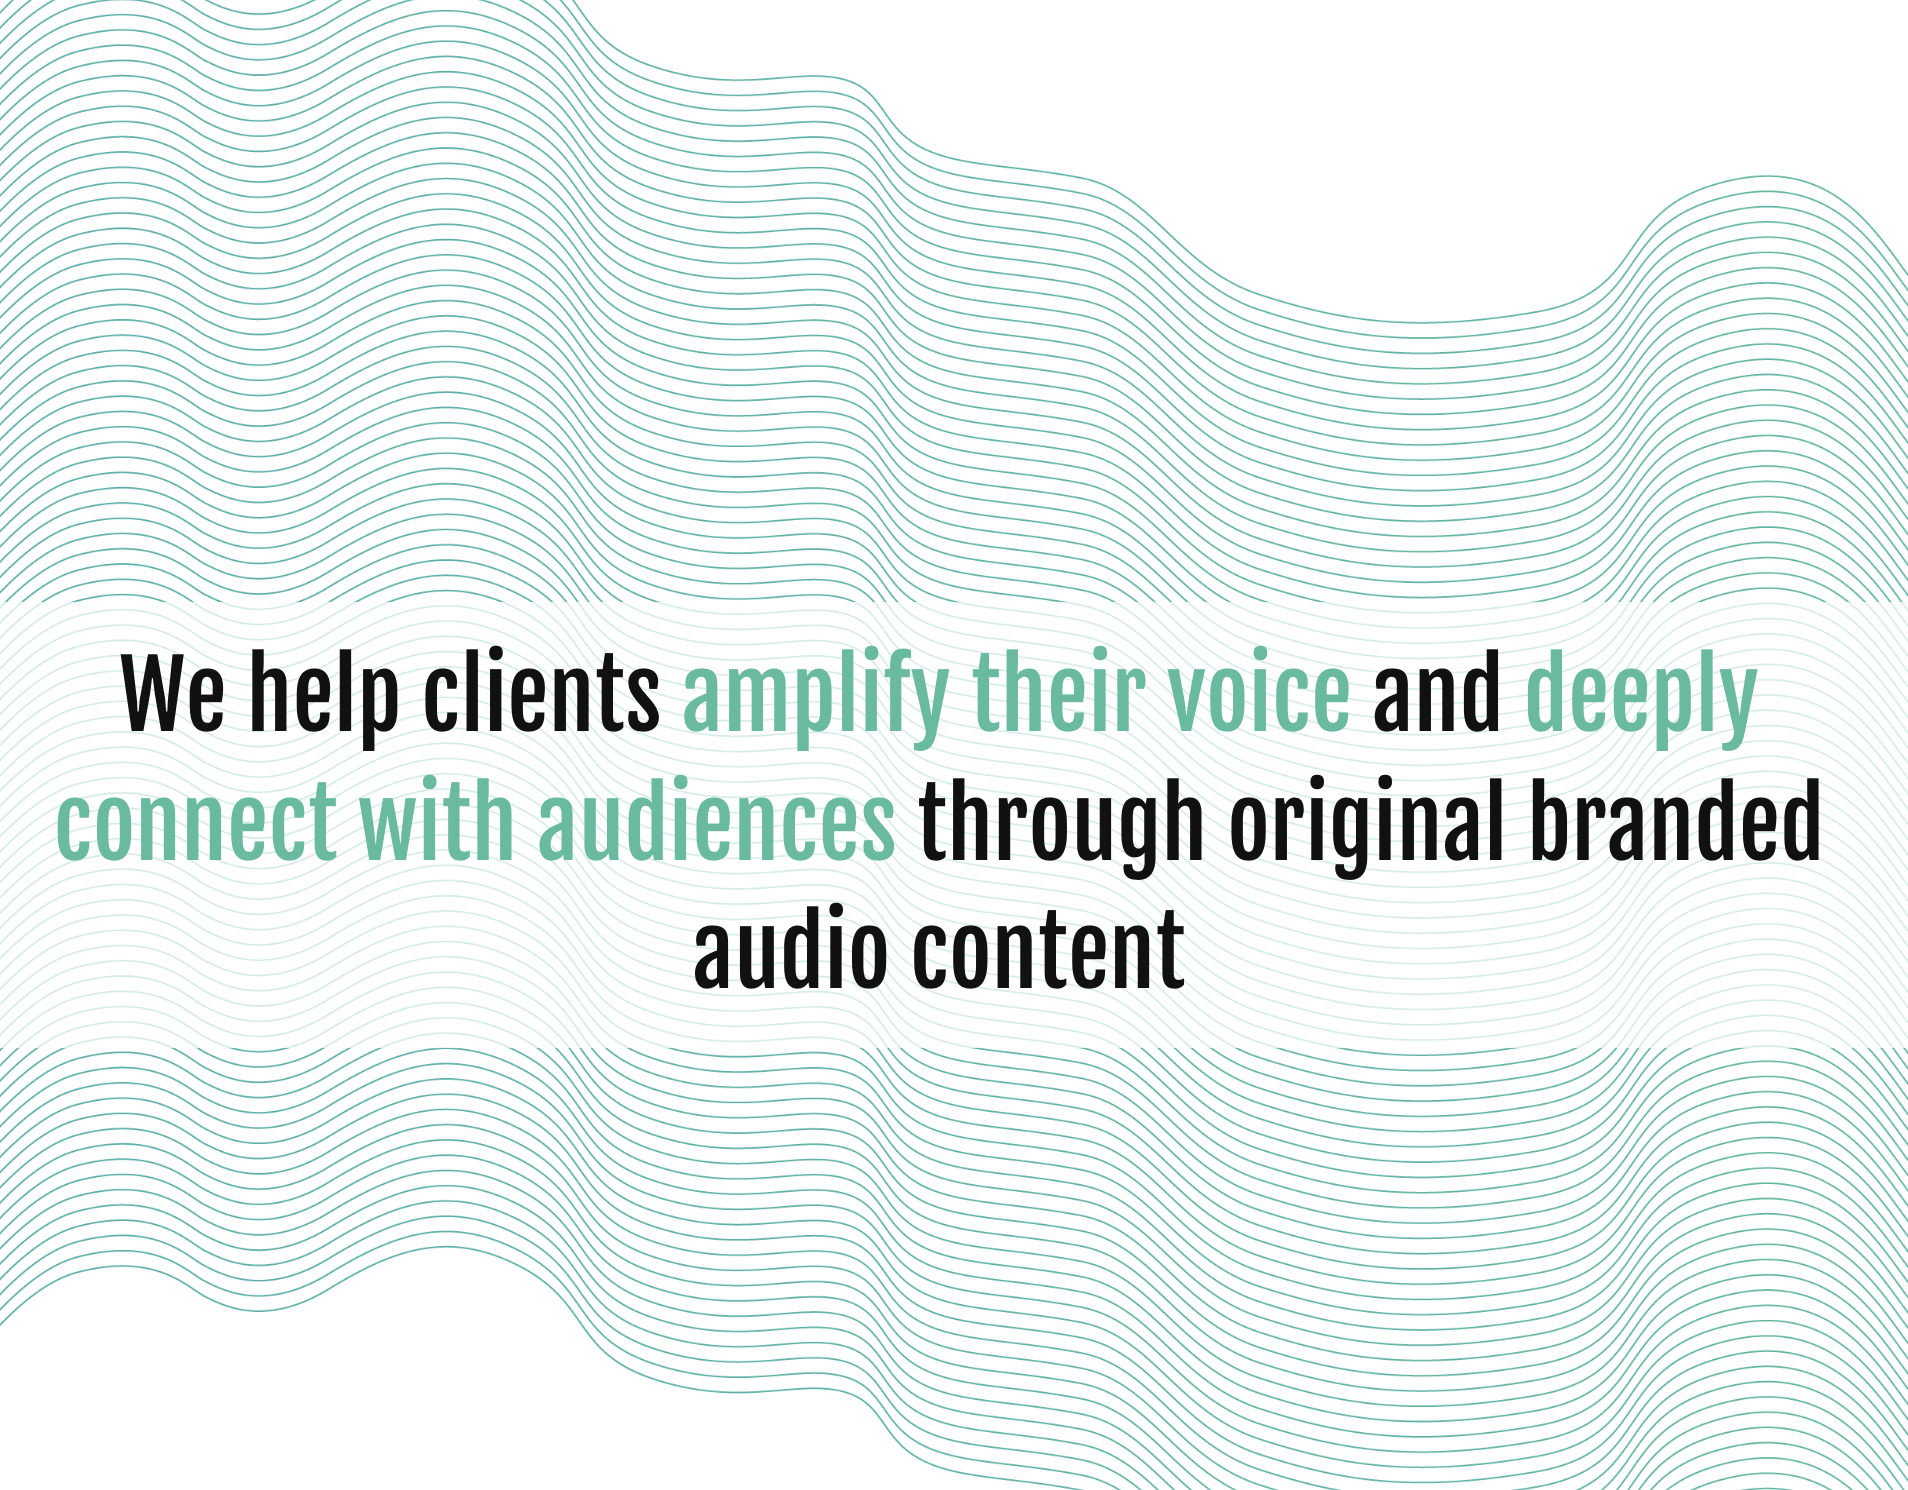 We help clients amplify their voice and deeply
connect with audiences through original branded
audio content